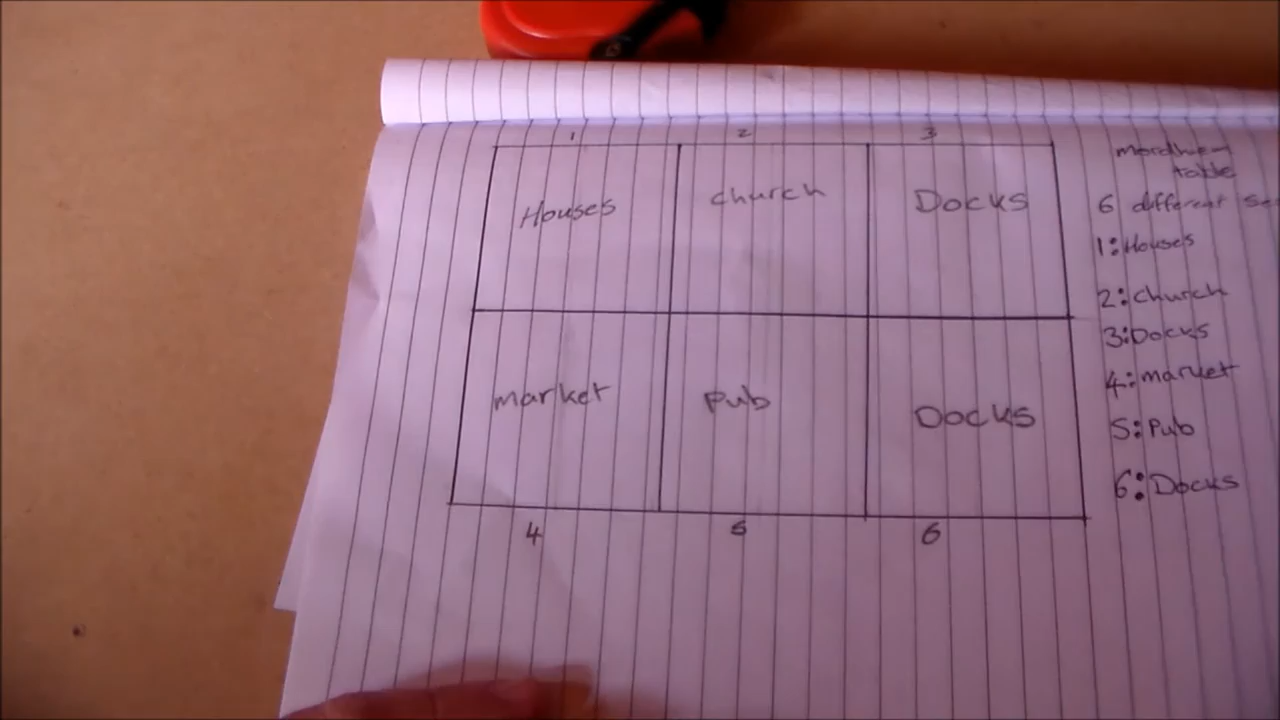 1 2 3
Houses church Docks
market Pub Docks
4 5 6
mordhiem
table
6 different
1: Houses
2: church
3: Docks
4: market
5: Pub
6: Docks